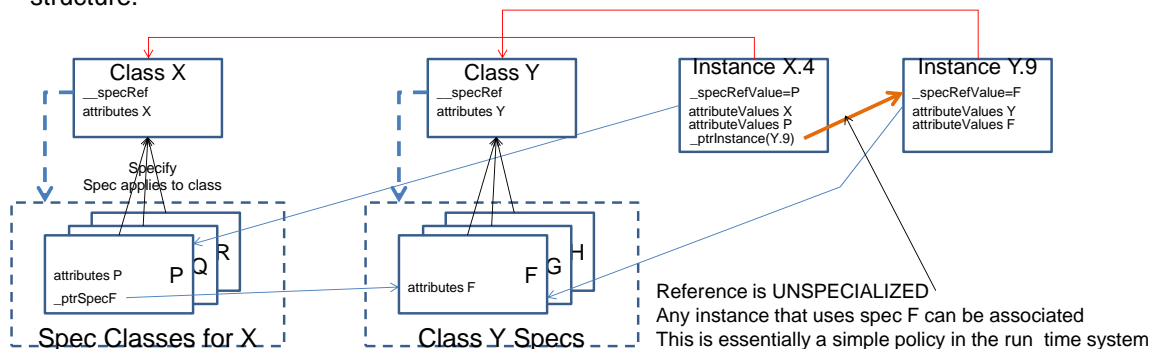 structure.
Class X
__specRef
attributes X
Class Y
__specRef
attributes Y
Instance X.4
_specRefValue=P
attributeValues X
attributeValues P
_ptrInstance(Y.9)
Instance Y.9
_specRefValue=F
attributeValues Y
attributeValues F
Specify
Spec applies to class
R
Q
P
attributes P
_ptrSpecF
Spec Classes for X
H
G
F
attributes F
Class Y Specs
Reference is UNSPECIALIZED
Any instance that uses spec F can be associated
This is essentially a simple policy in the run time system